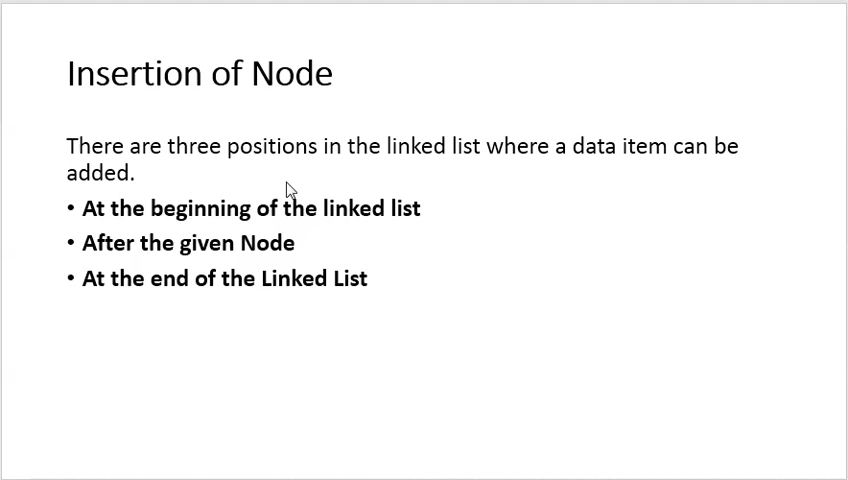 Insertion of Node
There are three positions in the linked list where a data item can be
added.
• At the beginning of the linked list
• After the given Node
• At the end of the Linked List